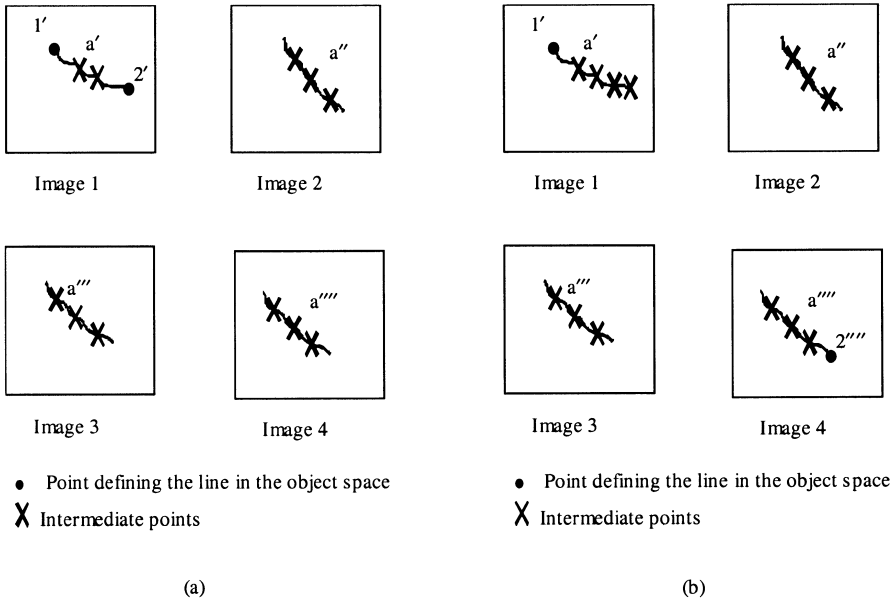 1′
a′
2′
Image 1
a″
Image 2
a‴
Image 3
a⁗
Image 4
Point defining the line in the object space
Intermediate points
(a)
1′
a′
Image 1
a″
Image 2
a‴
Image 3
a⁗
2⁗
Image 4
Point defining the line in the object space
Intermediate points
(b)